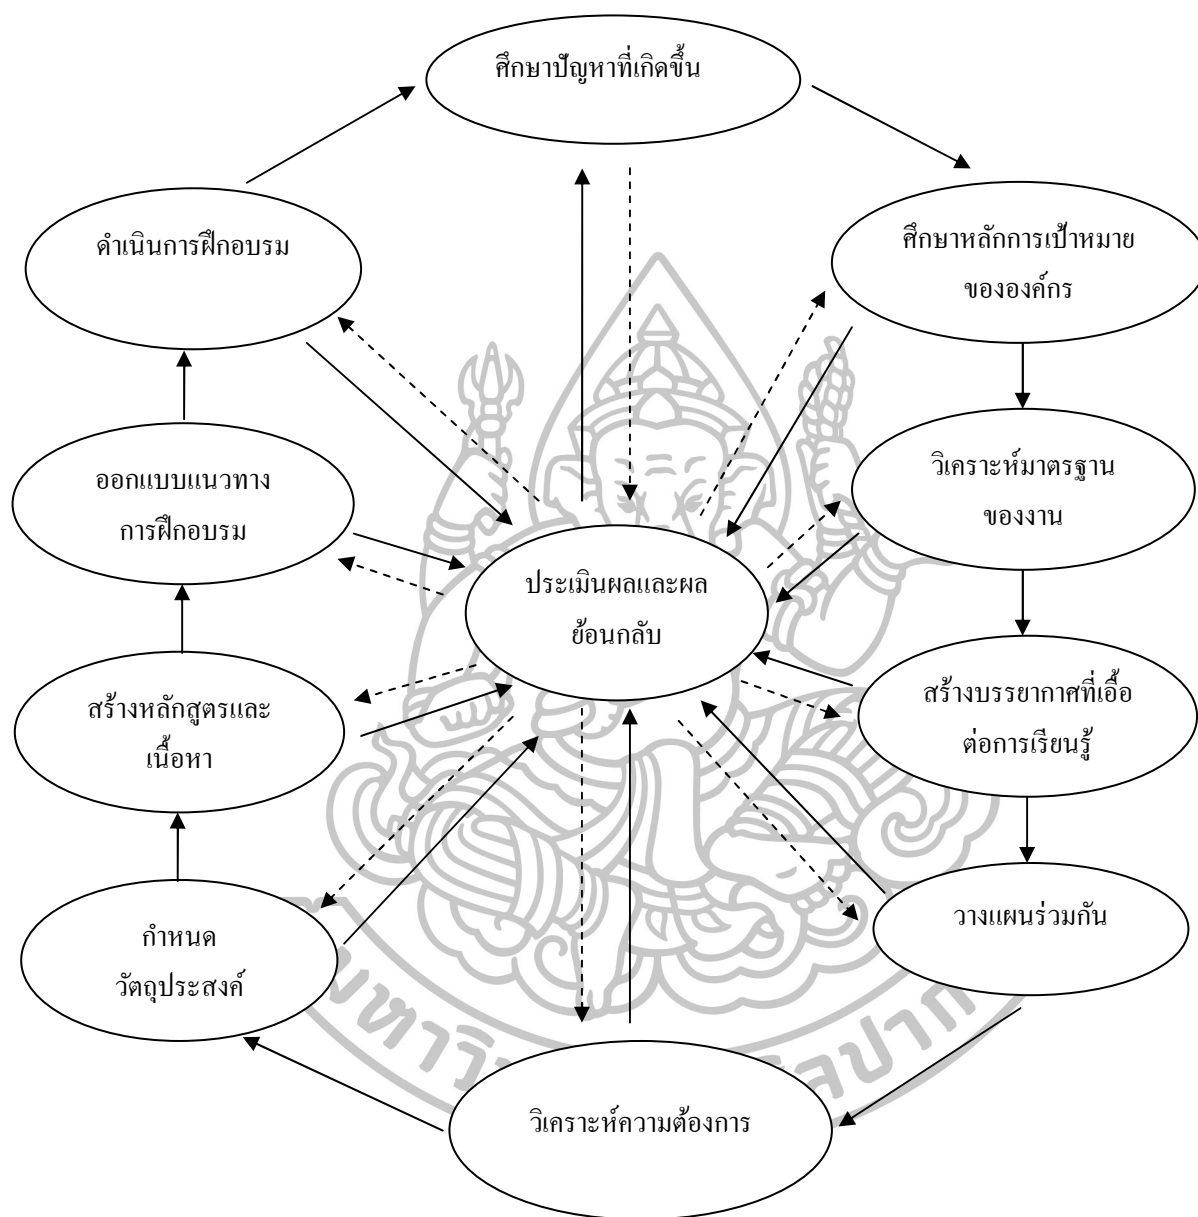 ศึกษาปัญหาที่เกิดขึ้น
ศึกษาหลักการเป้าหมาย
ขององค์กร
วิเคราะห์มาตรฐาน
ของงาน
สร้างบรรยากาศที่เอื้อ
ต่อการเรียนรู้
วางแผนร่วมกัน
วิเคราะห์ความต้องการ
กำหนด
วัตถุประสงค์
สร้างหลักสูตรและ
เนื้อหา
ออกแบบแนวทาง
การฝึกอบรม
ดำเนินการฝึกอบรม
ประเมินผลและผล
ย้อนกลับ